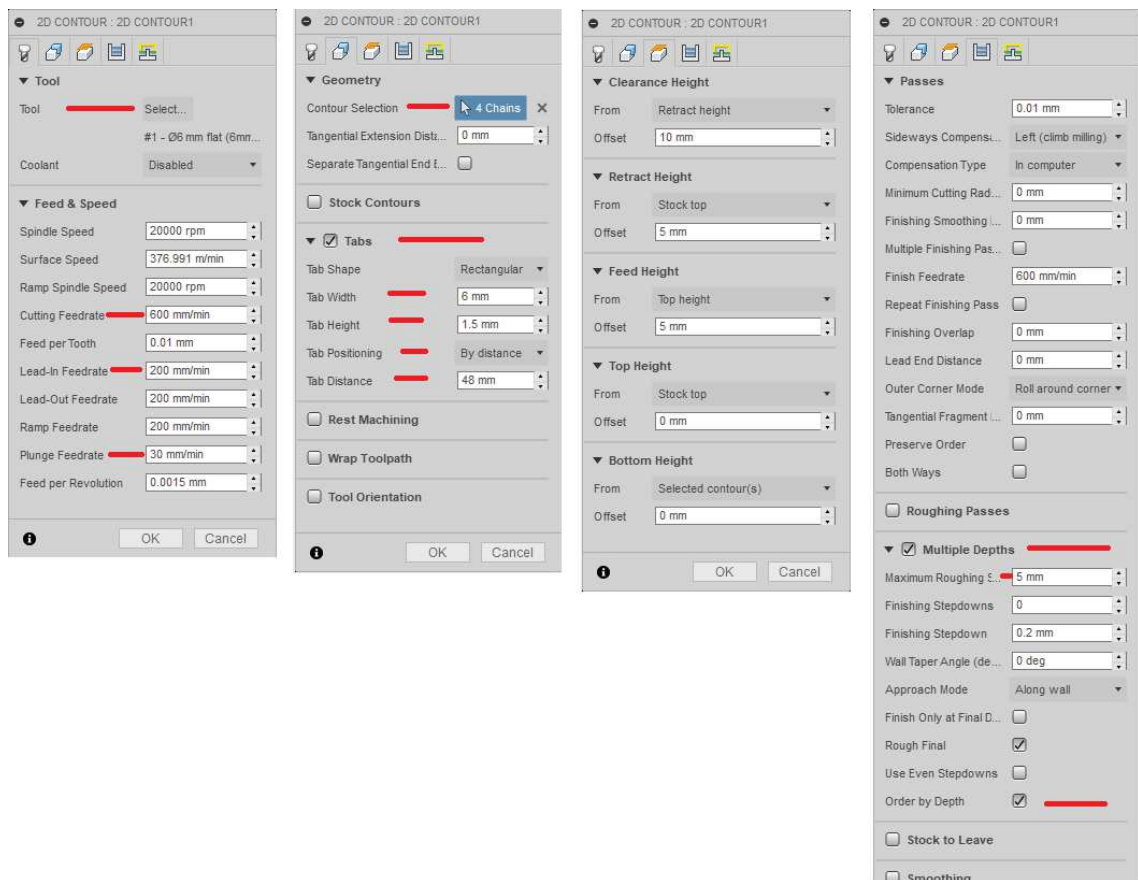 2D CONTOUR : 2D CONTOUR1
Tool
Tool Select...
#1 - Ø6 mm flat (6mm...
Coolant Disabled
Feed & Speed
Spindle Speed 20000 rpm
Surface Speed 376.991 m/min
Ramp Spindle Speed 20000 rpm
Cutting Feedrate 600 mm/min
Feed per Tooth 0.01 mm
Lead-In Feedrate 200 mm/min
Lead-Out Feedrate 200 mm/min
Ramp Feedrate 200 mm/min
Plunge Feedrate 30 mm/min
Feed per Revolution 0.0015 mm
OK Cancel
2D CONTOUR : 2D CONTOUR1
Geometry
Contour Selection 4 Chains
Tangential Extension Dista... 0 mm
Separate Tangential End E...
Stock Contours
Tabs
Tab Shape Rectangular
Tab Width 6 mm
Tab Height 1.5 mm
Tab Positioning By distance
Tab Distance 48 mm
Rest Machining
Wrap Toolpath
Tool Orientation
OK Cancel
2D CONTOUR : 2D CONTOUR1
Clearance Height
From Retract height
Offset 10 mm
Retract Height
From Stock top
Offset 5 mm
Feed Height
From Top height
Offset 5 mm
Top Height
From Stock top
Offset 0 mm
Bottom Height
From Selected contour(s)
Offset 0 mm
OK Cancel
2D CONTOUR : 2D CONTOUR1
Passes
Tolerance 0.01 mm
Sideways Compensa... Left (climb milling)
Compensation Type In computer
Minimum Cutting Rad... 0 mm
Finishing Smoothing ... 0 mm
Multiple Finishing Pas...
Finish Feedrate 600 mm/min
Repeat Finishing Pass
Finishing Overlap 0 mm
Lead End Distance 0 mm
Outer Corner Mode Roll around corner
Tangential Fragment ... 0 mm
Preserve Order
Both Ways
Roughing Passes
Multiple Depths
Maximum Roughing S... 5 mm
Finishing Stepdowns 0
Finishing Stepdown 0.2 mm
Wall Taper Angle (de... 0 deg
Approach Mode Along wall
Finish Only at Final D...
Rough Final
Use Even Stepdowns
Order by Depth
Stock to Leave
Smoothing